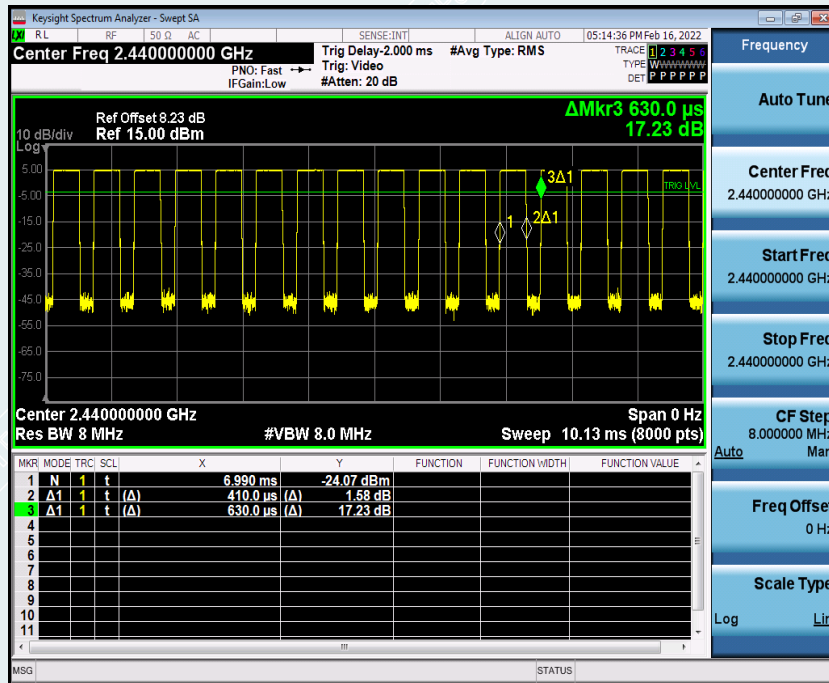 Keysight Spectrum Analyzer - Swept SA
LXI RL RF 50 Ω AC SENSE:INT ALIGN AUTO 05:14:36 PM Feb 16, 2022
Center Freq 2.440000000 GHz
Trig Delay-2.000 ms #Avg Type: RMS
TRACE 1 2 3 4 5 6
PNO: Fast Trig: Video
TYPE WWWWWW
IFGain:Low #Atten: 20 dB
DET P P P P P P
ΔMkr3 630.0 µs
17.23 dB
Ref Offset 8.23 dB
10 dB/div Ref 15.00 dBm
Log
5.00
-5.00
-15.0
-25.0
-35.0
-45.0
-55.0
-65.0
-75.0
3Δ1
TRIG LVL
1
2Δ1
Center 2.440000000 GHz Span 0 Hz
Res BW 8 MHz #VBW 8.0 MHz Sweep 10.13 ms (8000 pts)
MKR MODE TRC SCL X Y FUNCTION FUNCTION WIDTH FUNCTION VALUE
1 N 1 t 6.990 ms -24.07 dBm
2 Δ1 1 t (Δ) 410.0 µs (Δ) 1.58 dB
3 Δ1 1 t (Δ) 630.0 µs (Δ) 17.23 dB
4
5
6
7
8
9
10
11
MSG STATUS
Frequency
Auto Tune
Center Freq
2.440000000 GHz
Start Freq
2.440000000 GHz
Stop Freq
2.440000000 GHz
CF Step
8.000000 MHz
Auto Man
Freq Offset
0 Hz
Scale Type
Log Lin